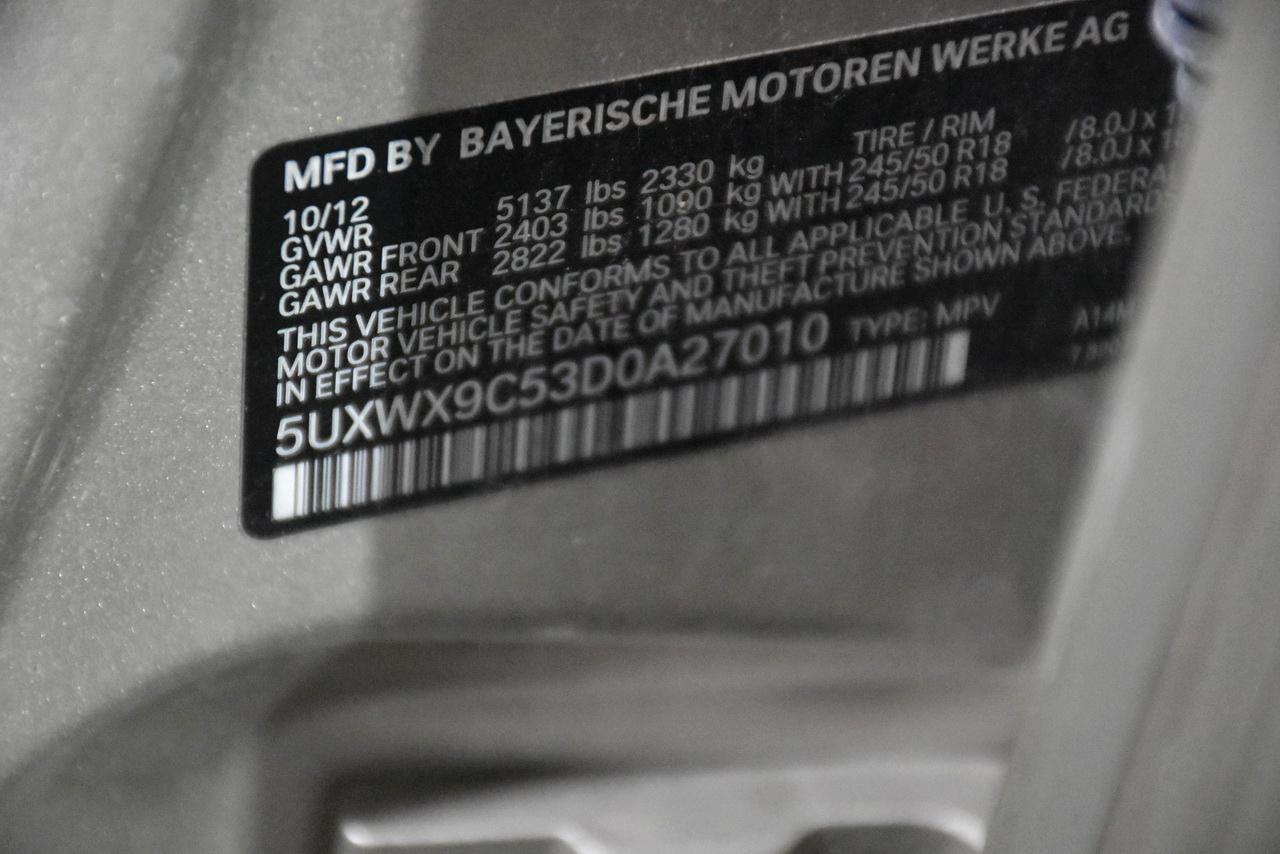 MFD BY BAYERISCHE MOTOREN WERKE AG
10/12 TIRE / RIM
GVWR 5137 lbs 2330 kg
GAWR FRONT 2403 lbs 1090 kg WITH 245/50 R18 /8.0J x
GAWR REAR 2822 lbs 1280 kg WITH 245/50 R18 /8.0J x
THIS VEHICLE CONFORMS TO ALL APPLICABLE U. S. FEDERA
MOTOR VEHICLE SAFETY AND THEFT PREVENTION STANDARDS
IN EFFECT ON THE DATE OF MANUFACTURE SHOWN ABOVE.
5UXWX9C53D0A27010 TYPE: MPV